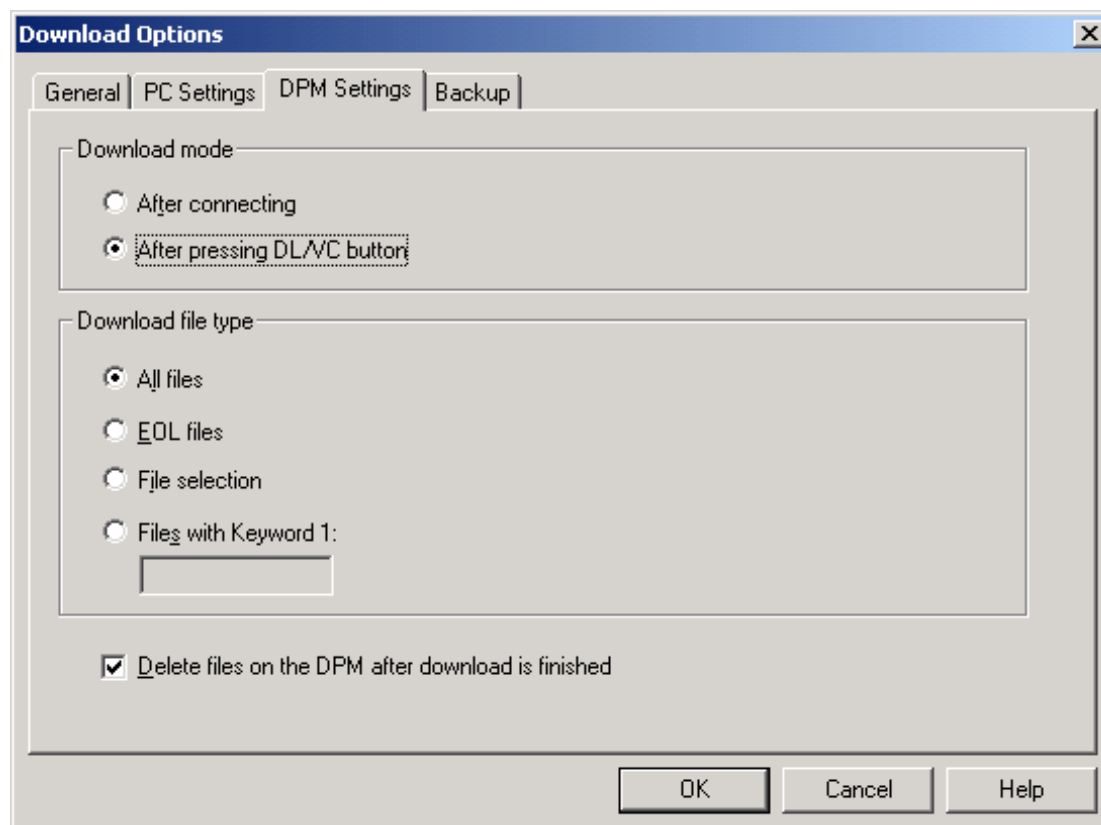 Download Options
General PC Settings DPM Settings Backup
Download mode
After connecting
After pressing DL/VC button
Download file type
All files
EOL files
File selection
Files with Keyword 1:
Delete files on the DPM after download is finished
OK Cancel Help